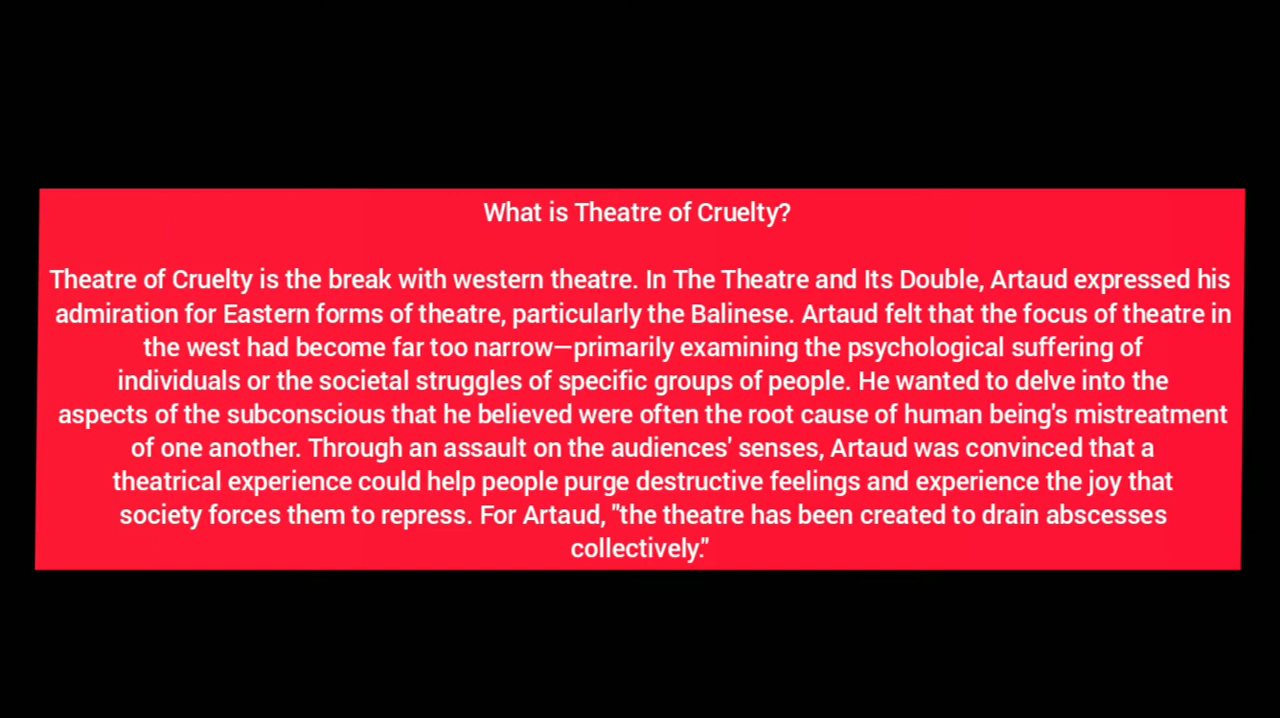 What is Theatre of Cruelty?
Theatre of Cruelty is the break with western theatre. In The Theatre and Its Double, Artaud expressed his
admiration for Eastern forms of theatre, particularly the Balinese. Artaud felt that the focus of theatre in
the west had become far too narrow—primarily examining the psychological suffering of
individuals or the societal struggles of specific groups of people. He wanted to delve into the
aspects of the subconscious that he believed were often the root cause of human being's mistreatment
of one another. Through an assault on the audiences' senses, Artaud was convinced that a
theatrical experience could help people purge destructive feelings and experience the joy that
society forces them to repress. For Artaud, "the theatre has been created to drain abscesses
collectively."